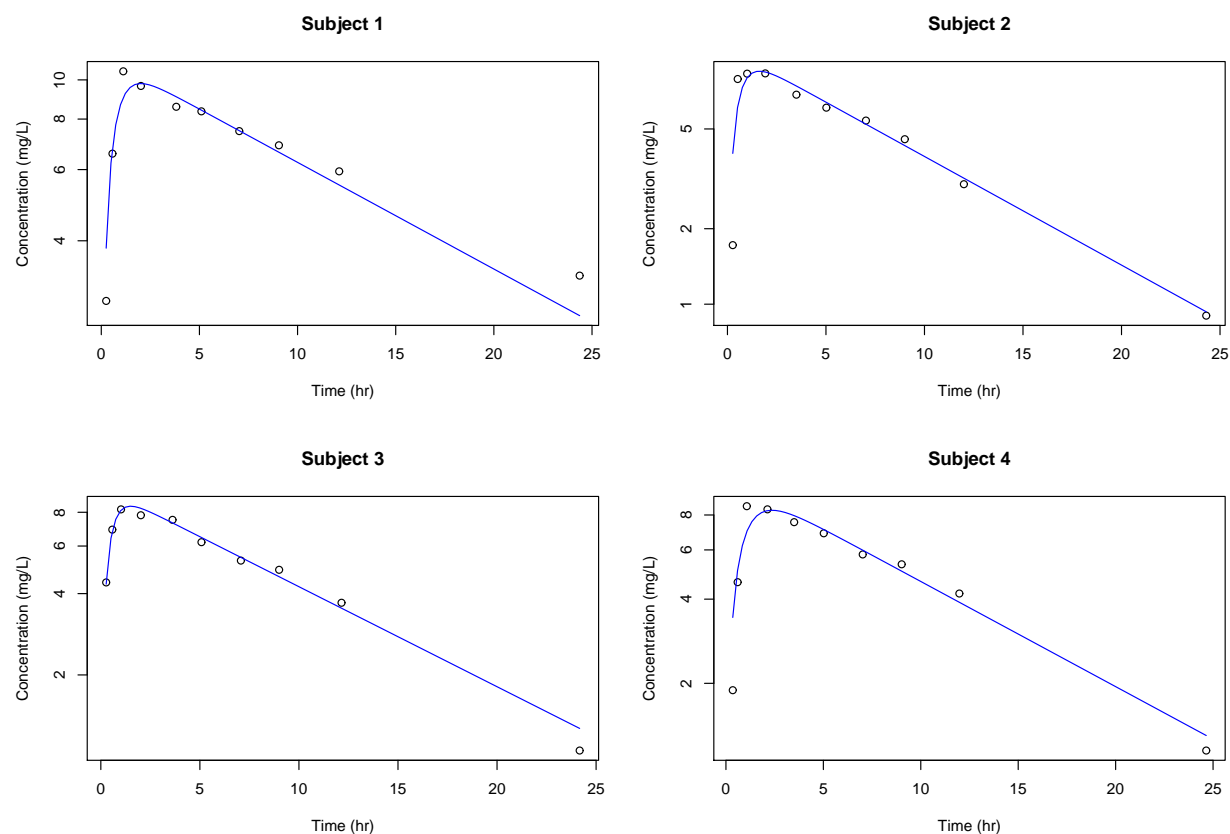 Subject 1
Concentration (mg/L)
10
8
6
4
0 5 10 15 20 25
Time (hr)
Subject 2
Concentration (mg/L)
5
2
1
0 5 10 15 20 25
Time (hr)
Subject 3
Concentration (mg/L)
8
6
4
2
0 5 10 15 20 25
Time (hr)
Subject 4
Concentration (mg/L)
8
6
4
2
0 5 10 15 20 25
Time (hr)